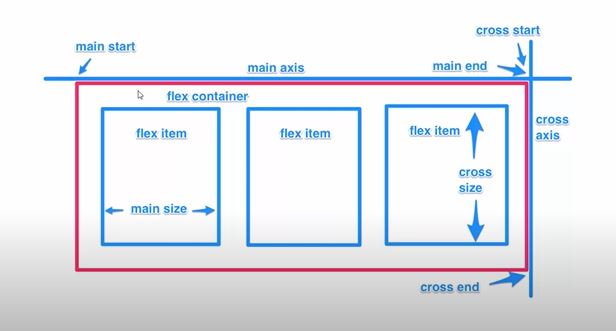 cross start
main start
main axis
main end
flex container
cross
axis
flex item
flex item
flex item
cross
size
main size
cross end